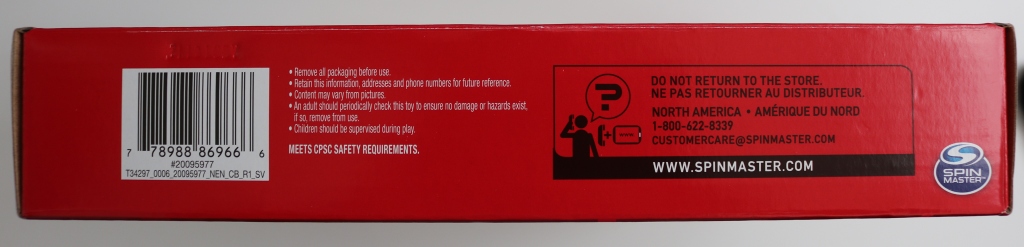 7 78988 86966 6
#20095977
T34297_0006_20095977_NEN_CB_R1_SV
• Remove all packaging before use.
• Retain this information, addresses and phone numbers for future reference.
• Content may vary from pictures.
• An adult should periodically check this toy to ensure no damage or hazards exist,
if so, remove from use.
• Children should be supervised during play.
MEETS CPSC SAFETY REQUIREMENTS.
?
DO NOT RETURN TO THE STORE.
NE PAS RETOURNER AU DISTRIBUTEUR.
NORTH AMERICA • AMÉRIQUE DU NORD
1-800-622-8339
CUSTOMERCARE@SPINMASTER.COM
WWW.SPINMASTER.COM
SPIN
MASTER™